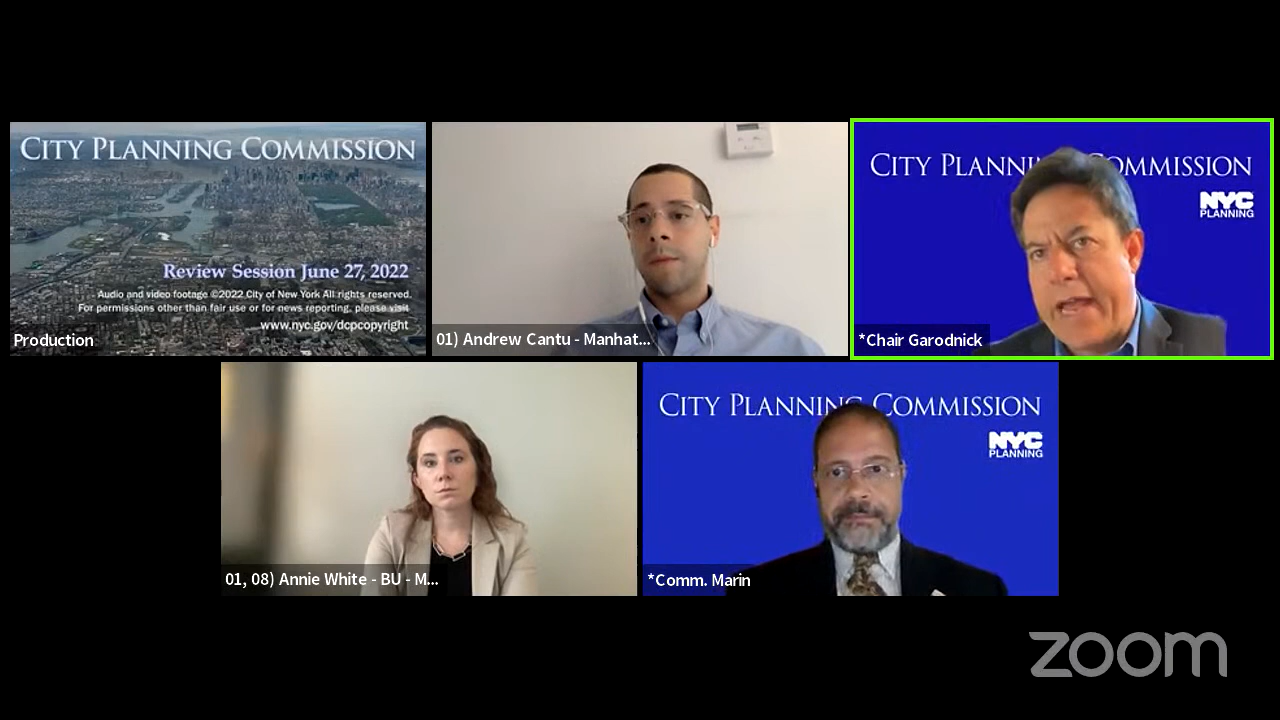 CITY PLANNING COMMISSION
Review Session June 27, 2022
Audio and video footage ©2022 City of New York All rights reserved.
For permissions other than fair use or for news reporting, please visit
www.nyc.gov/dcpcopyright
Production
01) Andrew Cantu - Manhat...
CITY PLANNING COMMISSION
NYC
PLANNING
*Chair Garodnick
01, 08) Annie White - BU - M...
CITY PLANNING COMMISSION
NYC
PLANNING
*Comm. Marin
zoom